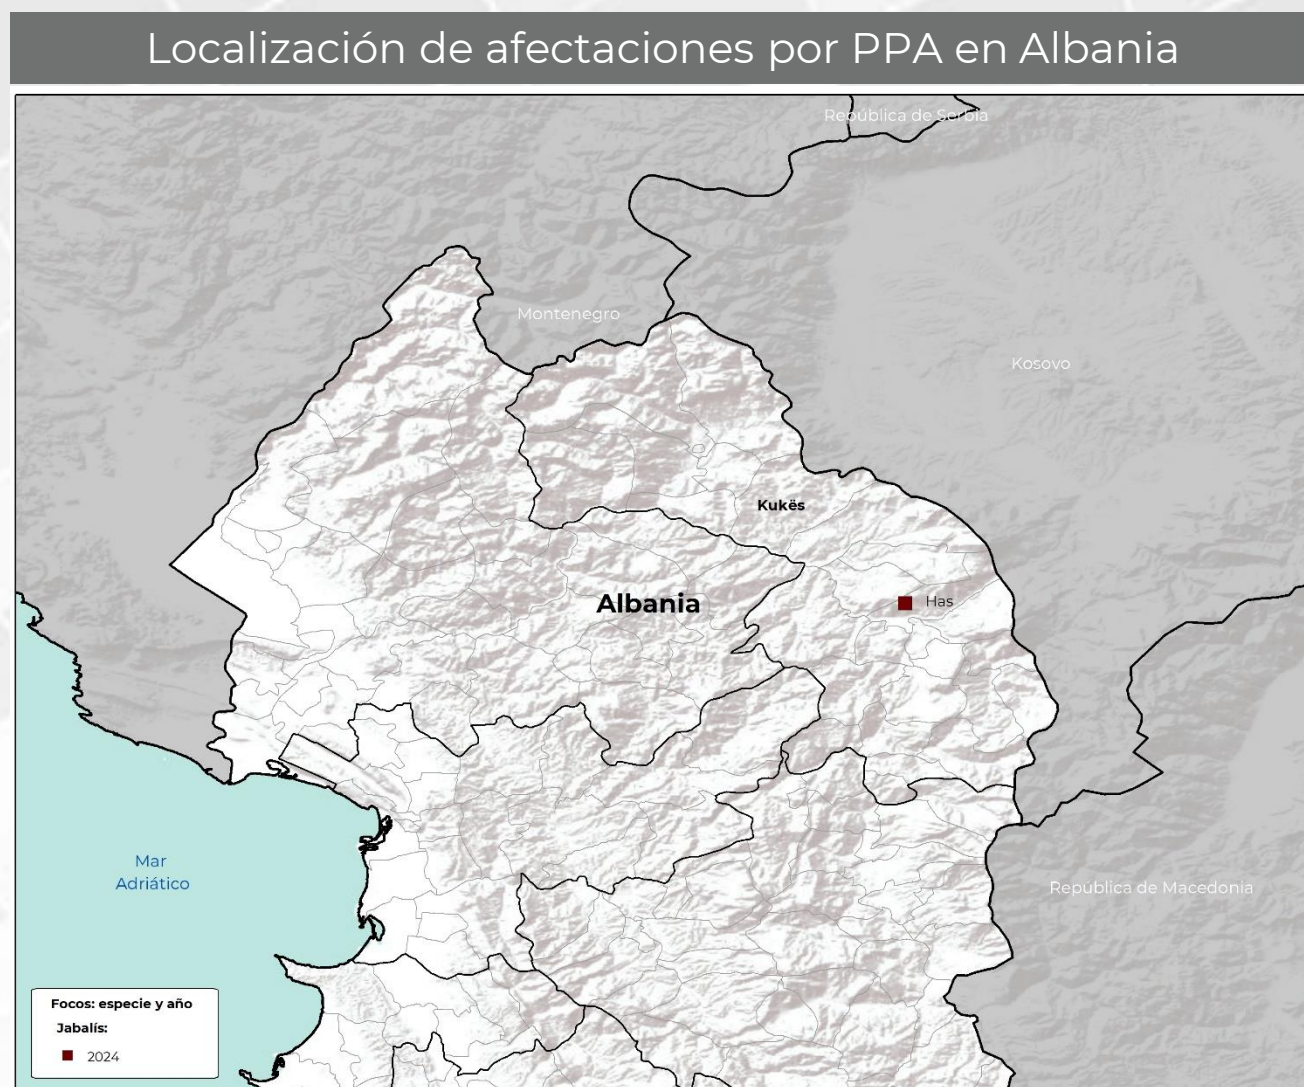 Localización de afectaciones por PPA en Albania
República de Serbia
Montenegro
Kosovo
Kukës
Albania
Has
Mar
Adriático
República de Macedonia
Focos: especie y año
Jabalís:
2024